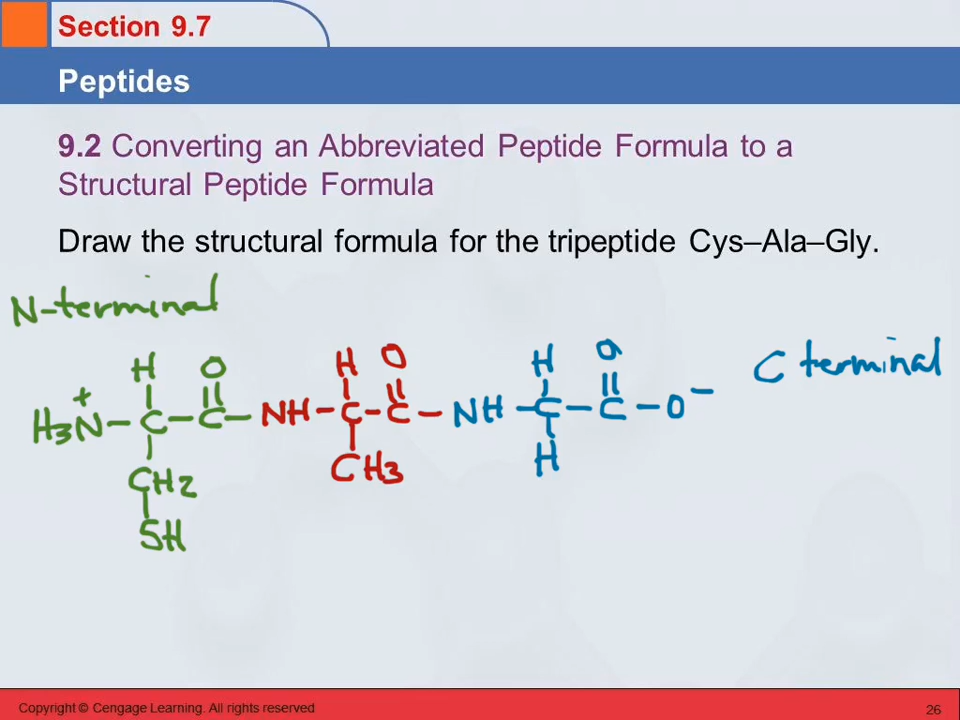 Section 9.7
Peptides
9.2 Converting an Abbreviated Peptide Formula to a
Structural Peptide Formula
Draw the structural formula for the tripeptide Cys–Ala–Gly.
N-terminal
C terminal
H O H O H O
H3N+ – C – C – NH – C – C – NH – C – C – O –
CH2 CH3 H
SH
Copyright © Cengage Learning. All rights reserved
26